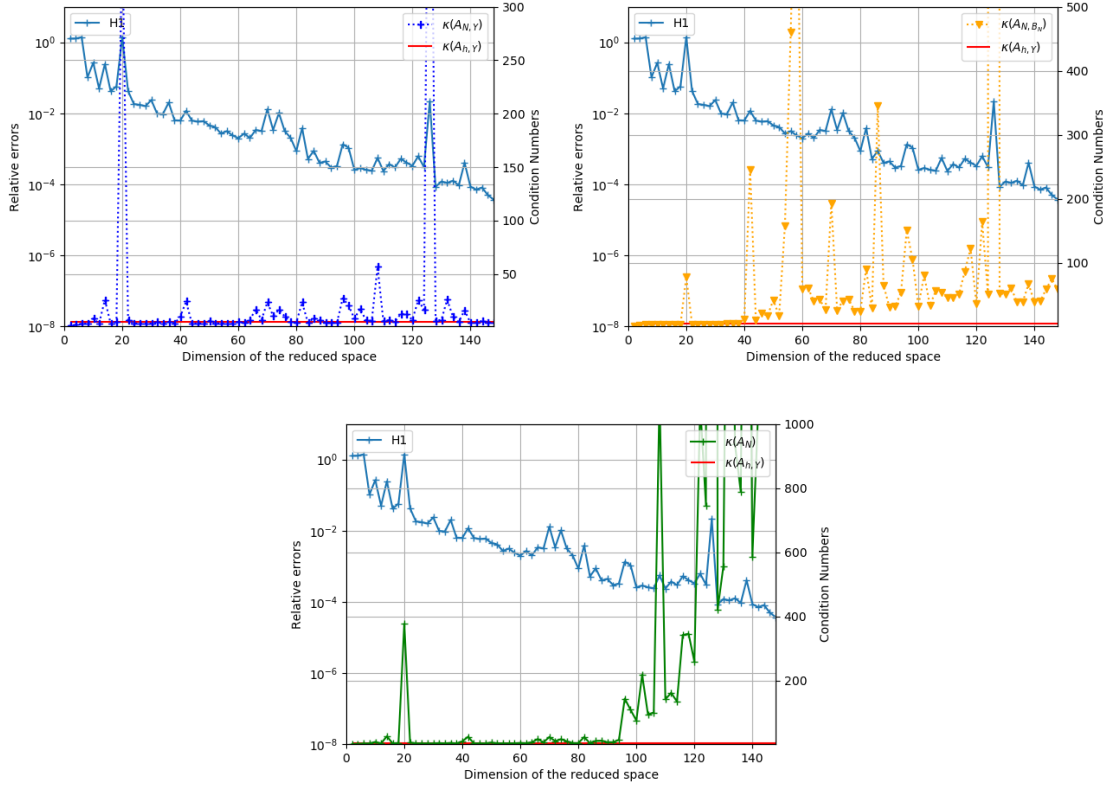 H1
κ(A_{N,Y})
κ(A_{h,Y})
10^0
10^{-2}
10^{-4}
10^{-6}
10^{-8}
Relative errors
0 20 40 60 80 100 120 140
Dimension of the reduced space
300
250
200
150
100
50
Condition Numbers
H1
κ(A_{N,B_N})
κ(A_{h,Y})
10^0
10^{-2}
10^{-4}
10^{-6}
10^{-8}
Relative errors
0 20 40 60 80 100 120 140
Dimension of the reduced space
500
400
300
200
100
Condition Numbers
H1
κ(A_N)
κ(A_{h,Y})
10^0
10^{-2}
10^{-4}
10^{-6}
10^{-8}
Relative errors
0 20 40 60 80 100 120 140
Dimension of the reduced space
1000
800
600
400
200
Condition Numbers